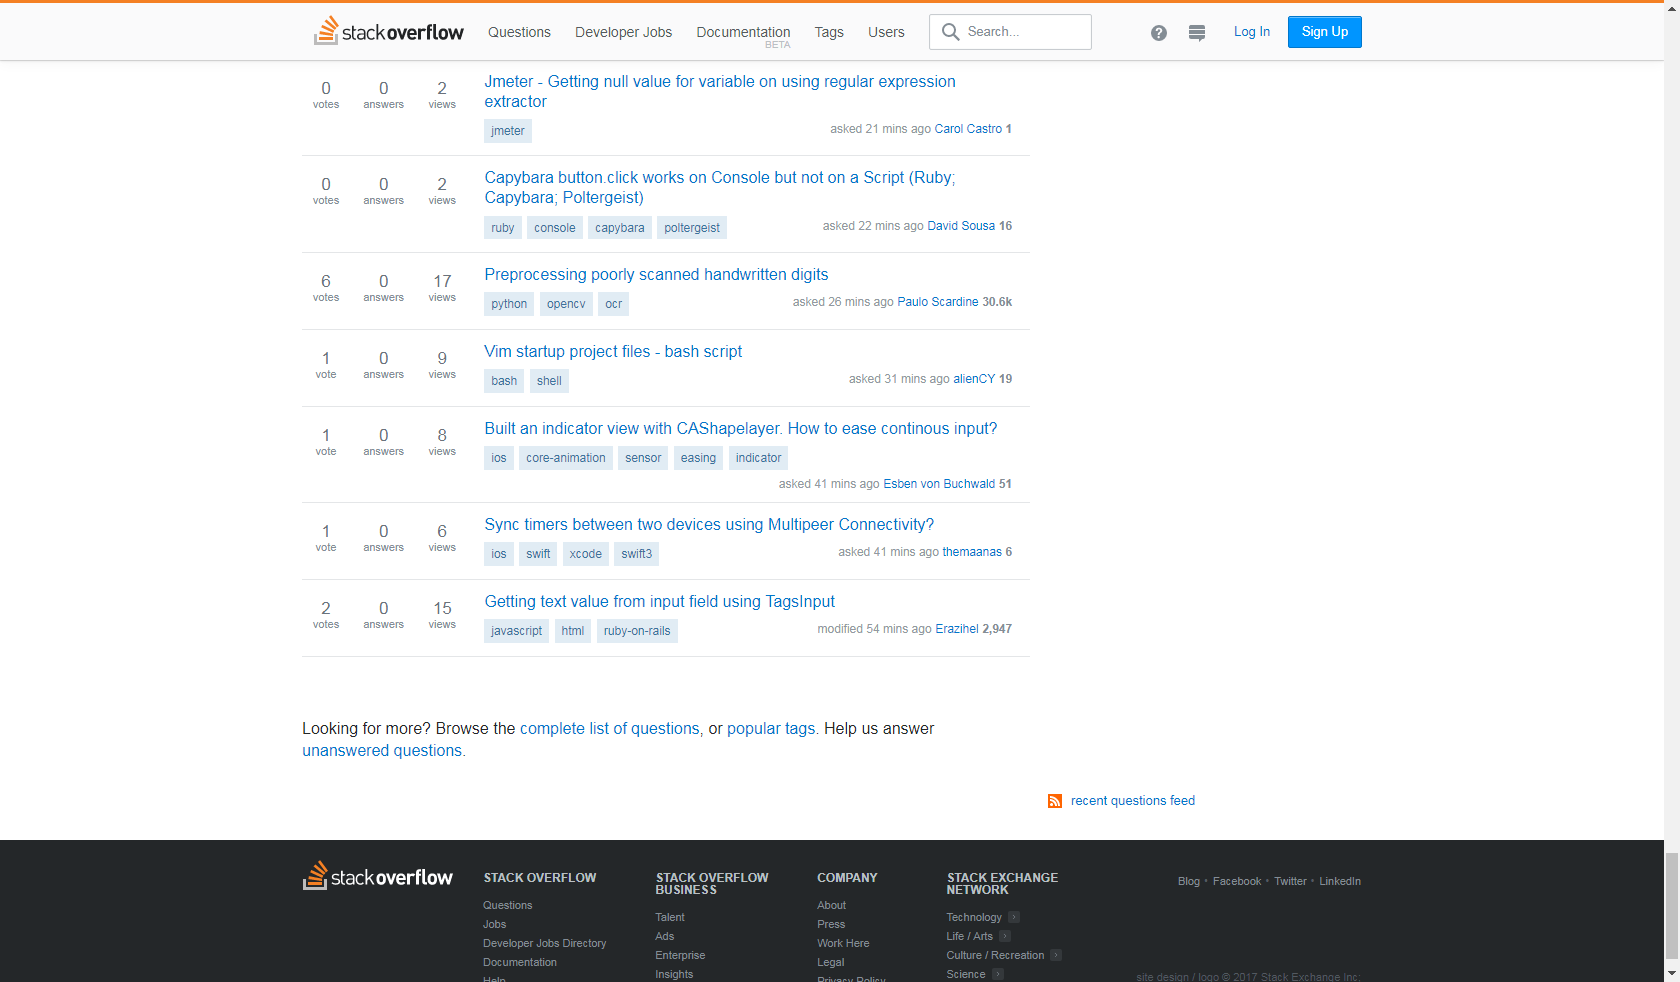 stackoverflow Questions Developer Jobs Documentation Tags Users Search... ? Log In Sign Up
BETA
0 votes 0 answers 2 views
Jmeter - Getting null value for variable on using regular expression
extractor
jmeter
asked 21 mins ago Carol Castro 1
0 votes 0 answers 2 views
Capybara button.click works on Console but not on a Script (Ruby;
Capybara; Poltergeist)
ruby console capybara poltergeist
asked 22 mins ago David Sousa 16
6 votes 0 answers 17 views
Preprocessing poorly scanned handwritten digits
python opencv ocr
asked 26 mins ago Paulo Scardine 30.6k
1 vote 0 answers 9 views
Vim startup project files - bash script
bash shell
asked 31 mins ago alienCY 19
1 vote 0 answers 8 views
Built an indicator view with CAShapelayer. How to ease continous input?
ios core-animation sensor easing indicator
asked 41 mins ago Esben von Buchwald 51
1 vote 0 answers 6 views
Sync timers between two devices using Multipeer Connectivity?
ios swift xcode swift3
asked 41 mins ago themaanas 6
2 votes 0 answers 15 views
Getting text value from input field using TagsInput
javascript html ruby-on-rails
modified 54 mins ago Erazihel 2,947
Looking for more? Browse the complete list of questions, or popular tags. Help us answer
unanswered questions.
recent questions feed
stackoverflow
STACK OVERFLOW
Questions
Jobs
Developer Jobs Directory
Documentation
Help
STACK OVERFLOW
BUSINESS
Talent
Ads
Enterprise
Insights
COMPANY
About
Press
Work Here
Legal
Privacy Policy
STACK EXCHANGE
NETWORK
Technology
Life / Arts
Culture / Recreation
Science
Blog • Facebook • Twitter • LinkedIn
site design / logo © 2017 Stack Exchange Inc;